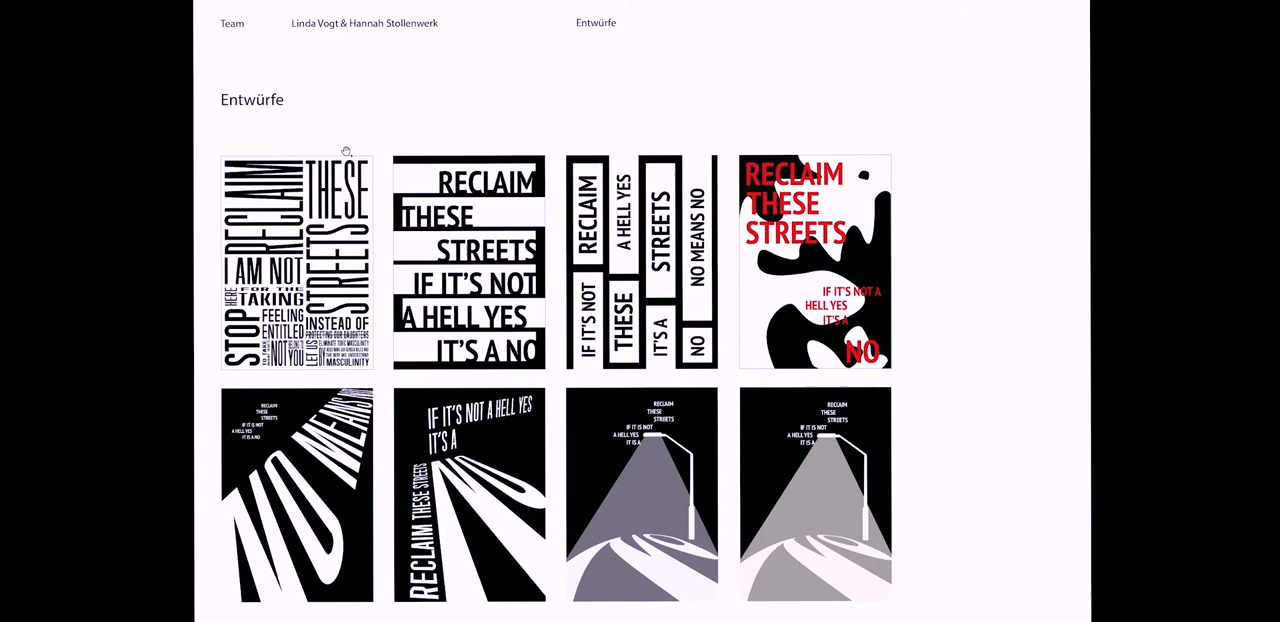 Team
Linda Vogt & Hannah Stollenwerk
Entwürfe
Entwürfe
RECLAIM
THESE
STREETS
I AM NOT
STOP
HERE
FOR THE
TAKING
FEELING
ENTITLED
NOT YOU
INSTEAD OF
PROTECTING OUR DAUGHTERS
LET US
MASCULINITY
RECLAIM
THESE
STREETS
IF IT'S NOT
A HELL YES
IT'S A NO
RECLAIM
A HELL YES
STREETS
NO MEANS NO
IF IT'S NOT
THESE
IT'S A
NO
RECLAIM
THESE
STREETS
IF IT'S NOT A
HELL YES
IT'S A
NO
RECLAIM
THESE
STREETS
IF IT IS NOT
A HELL YES
IT IS A NO
NO MEANS
IF IT'S NOT A HELL YES
IT'S A
NO
RECLAIM THESE STREETS
RECLAIM
THESE
STREETS
IF IT IS NOT
A HELL YES
IT IS A
NO
RECLAIM
THESE
STREETS
IF IT IS NOT
A HELL YES
IT IS A
NO